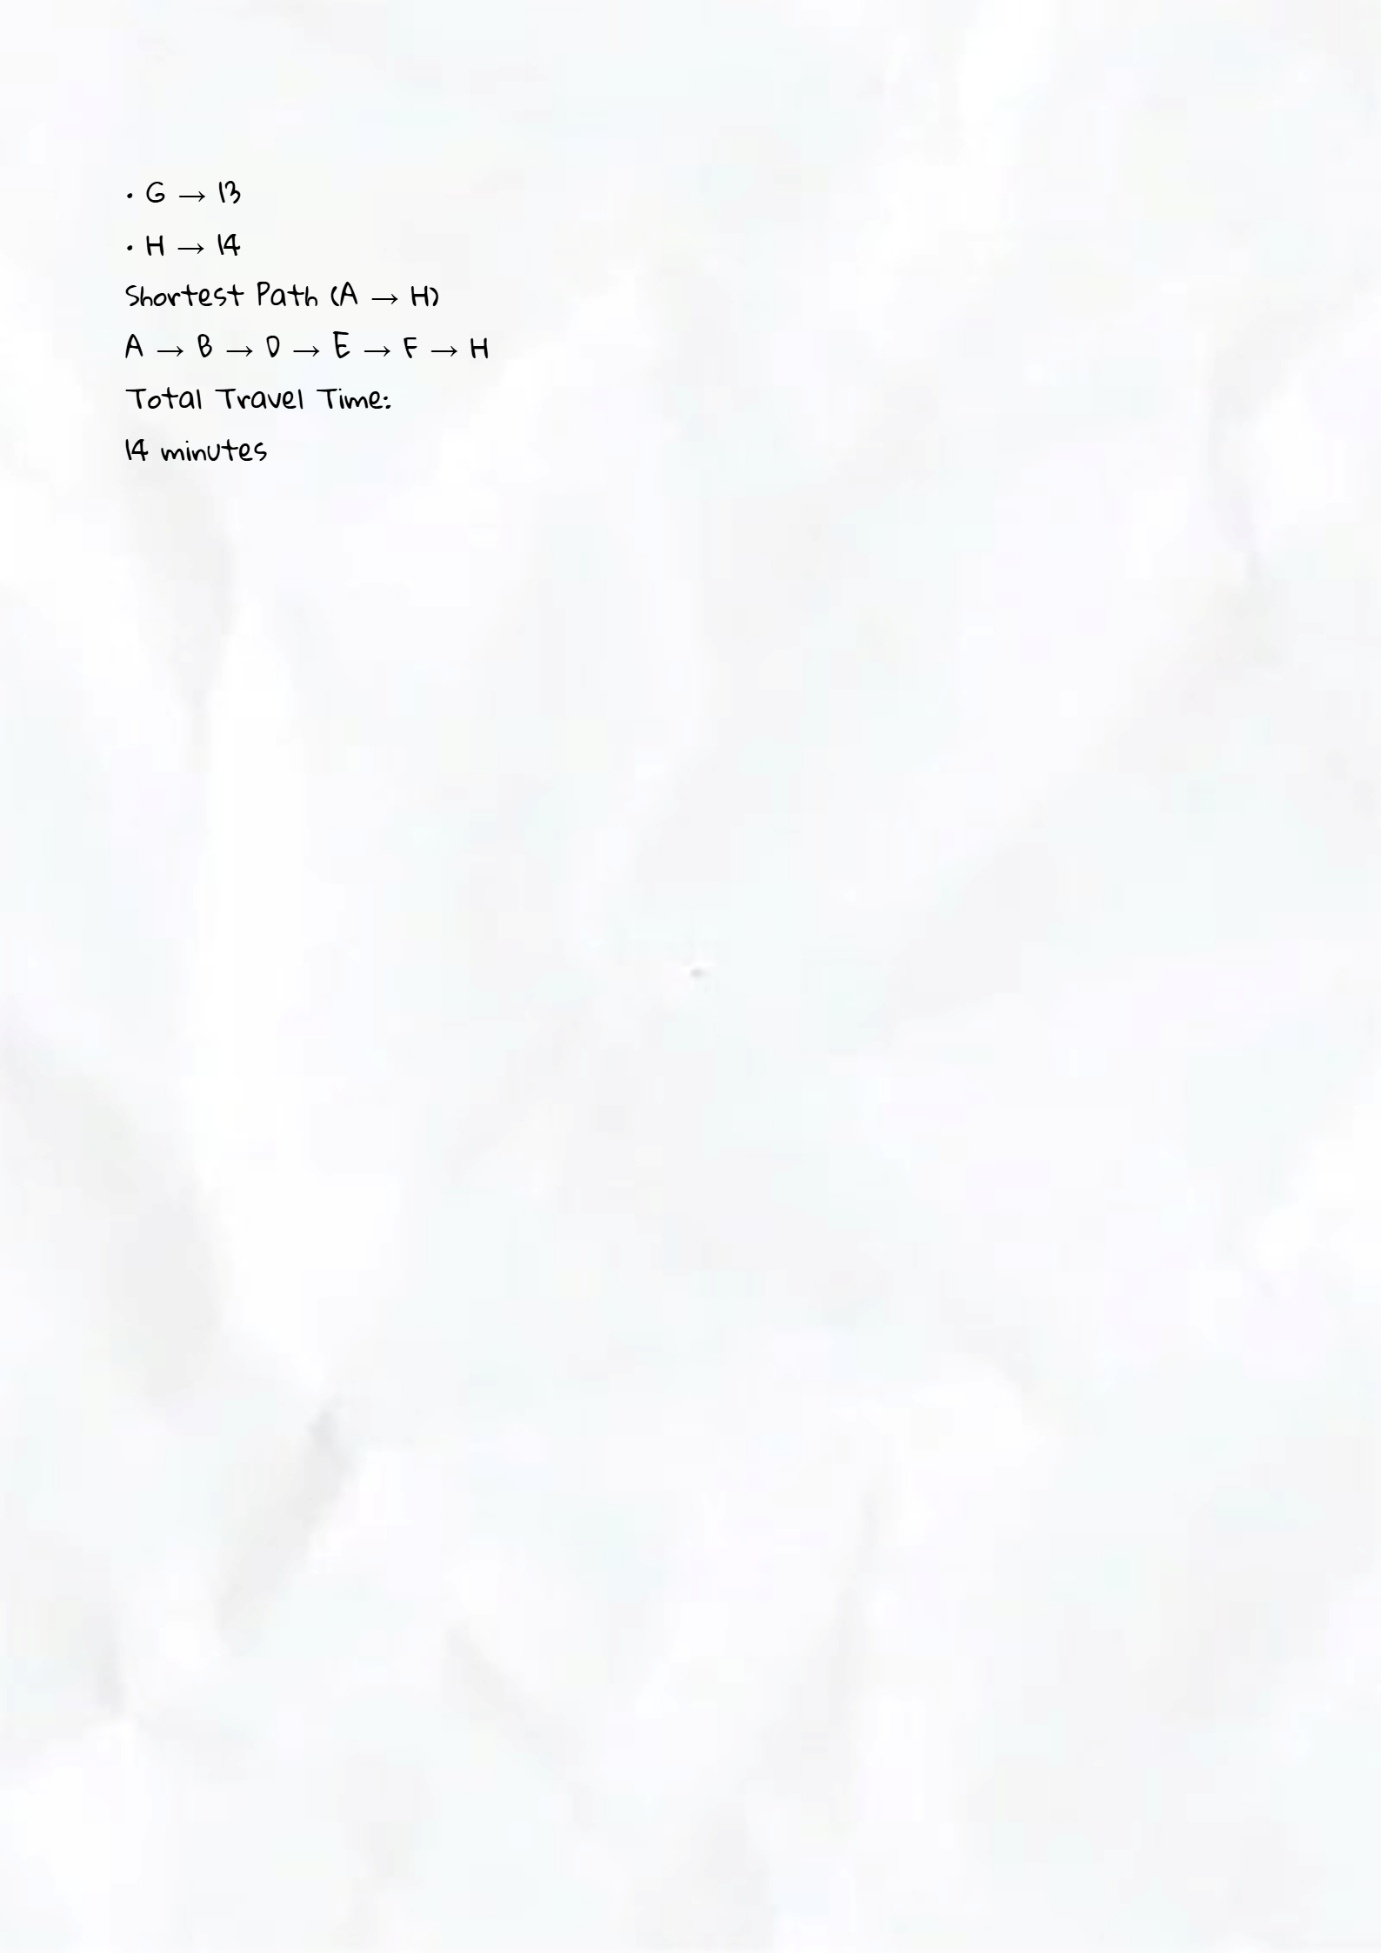 · G → 13
· H → 14
Shortest Path (A → H)
A → B → D → E → F → H
Total Travel Time:
14 minutes